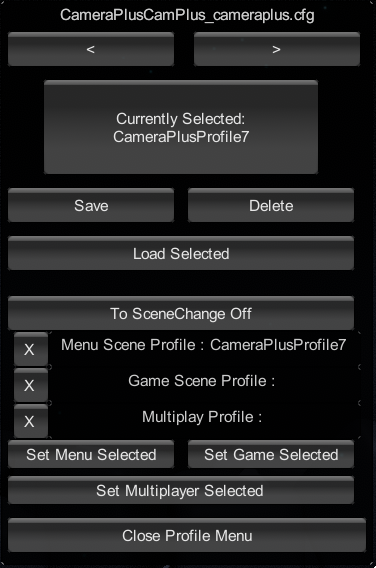 CameraPlusCamPlus_cameraplus.cfg
< >
Currently Selected:
CameraPlusProfile7
Save Delete
Load Selected
To SceneChange Off
X Menu Scene Profile : CameraPlusProfile7
X Game Scene Profile :
X Multiplay Profile :
Set Menu Selected Set Game Selected
Set Multiplayer Selected
Close Profile Menu